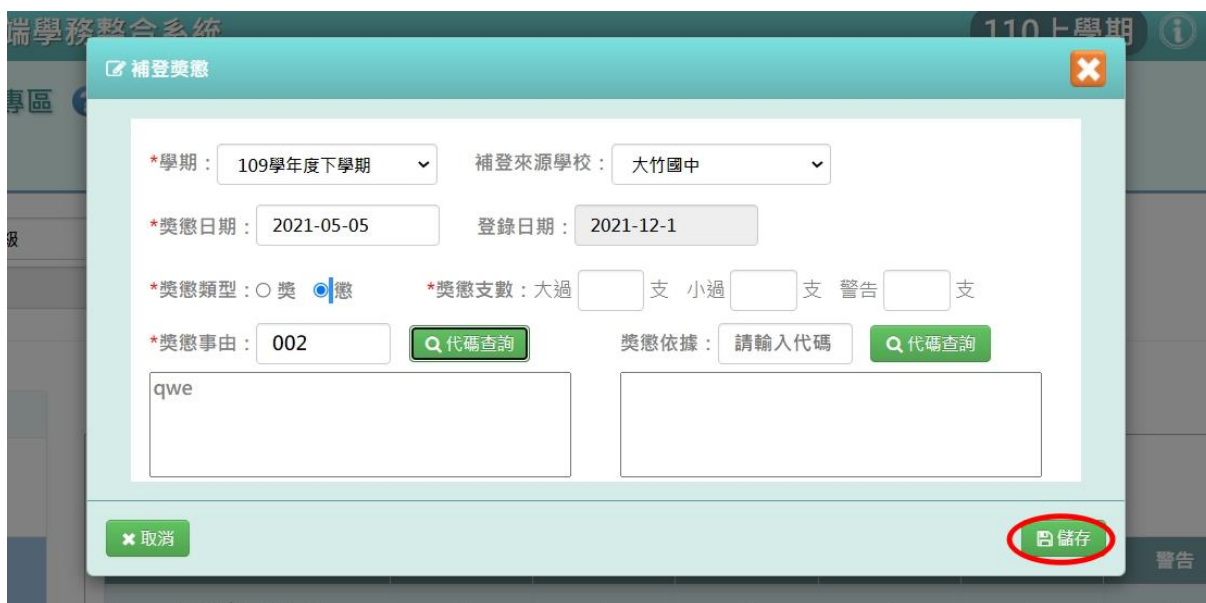 端學務整合系統
110上學期
補登獎懲
專區
*學期：
109學年度下學期
補登來源學校：
大竹國中
*獎懲日期：
2021-05-05
登錄日期：
2021-12-1
級
*獎懲類型：
獎
懲
*獎懲支數：大過
支
小過
支
警告
支
*獎懲事由：
002
代碼查詢
獎懲依據：
請輸入代碼
代碼查詢
qwe
取消
儲存
警告